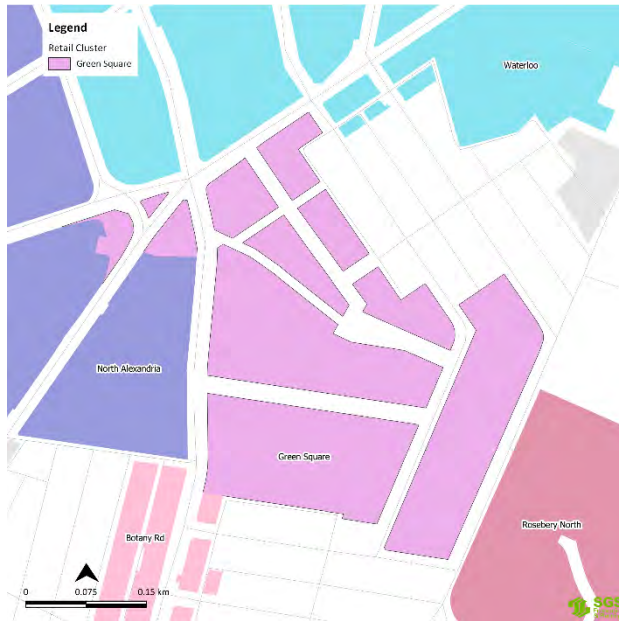 Legend
Retail Cluster
Green Square
Waterloo
North Alexandria
Green Square
Botany Rd
Rosebery North
0 0.075 0.15 km
SGS